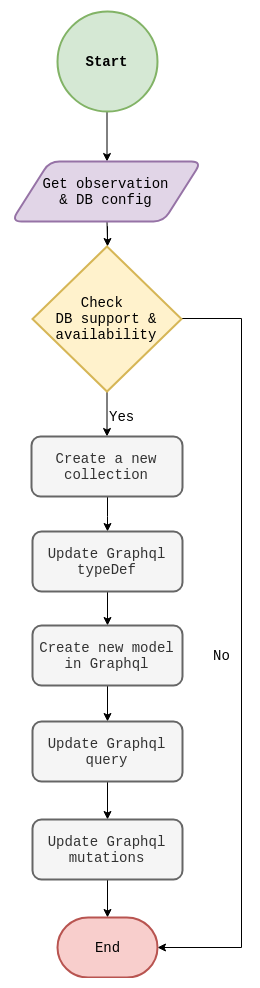 Start
Get observation
& DB config
Check
DB support &
availability
Yes
Create a new
collection
Update Graphql
typeDef
Create new model
in Graphql
No
Update Graphql
query
Update Graphql
mutations
End